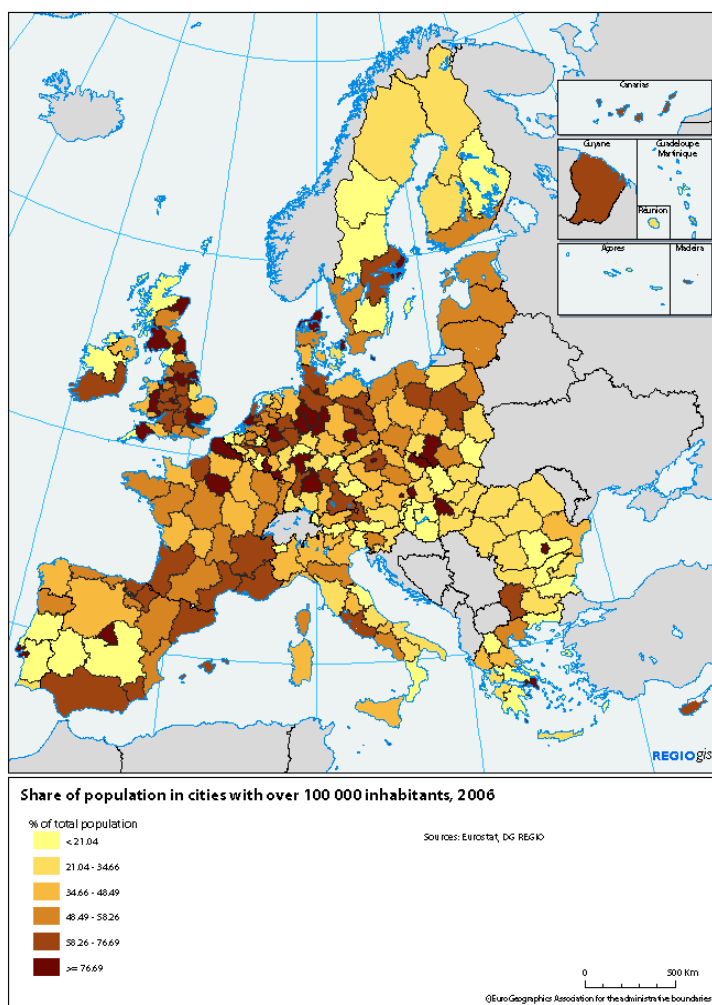 Canarias
Guyane
Guadeloupe
Martinique
Réunion
Açores
Madeira
REGIOgis
Share of population in cities with over 100 000 inhabitants, 2006
% of total population
< 21.04
21.04 - 34.66
34.66 - 48.49
48.49 - 58.26
58.26 - 76.69
>= 76.69
Sources: Eurostat, DG REGIO
0 500 Km
©EuroGeographics Association for the administrative boundaries